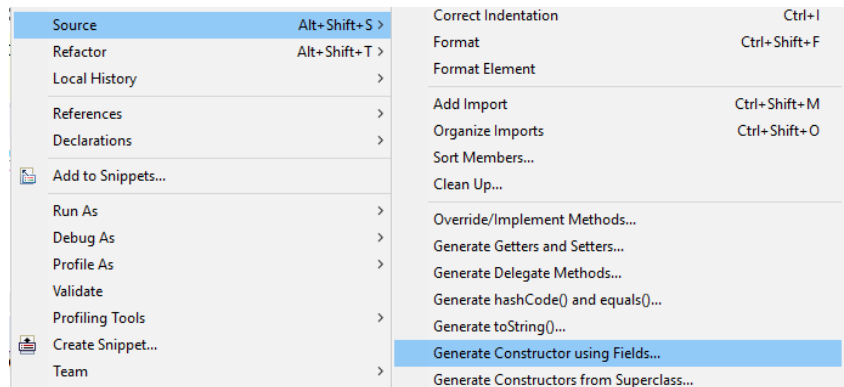 Source Alt+Shift+S >
Refactor Alt+Shift+T >
Local History >
References >
Declarations >
Add to Snippets...
Run As >
Debug As >
Profile As >
Validate
Profiling Tools >
Create Snippet...
Team >
Correct Indentation Ctrl+I
Format Ctrl+Shift+F
Format Element
Add Import Ctrl+Shift+M
Organize Imports Ctrl+Shift+O
Sort Members...
Clean Up...
Override/Implement Methods...
Generate Getters and Setters...
Generate Delegate Methods...
Generate hashCode() and equals()...
Generate toString()...
Generate Constructor using Fields...
Generate Constructors from Superclass...